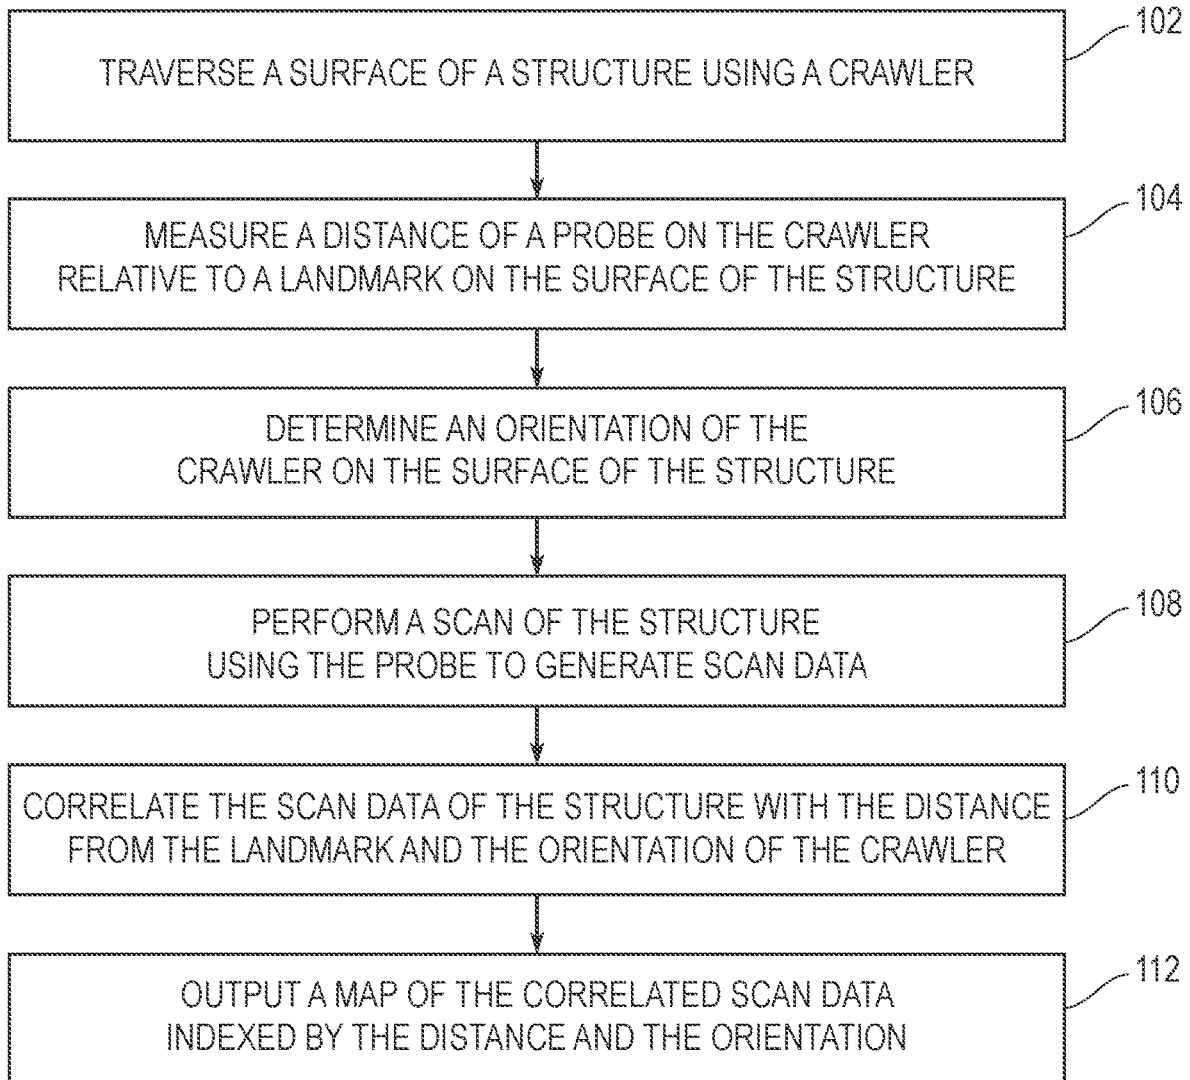 102
TRAVERSE A SURFACE OF A STRUCTURE USING A CRAWLER
104
MEASURE A DISTANCE OF A PROBE ON THE CRAWLER
RELATIVE TO A LANDMARK ON THE SURFACE OF THE STRUCTURE
106
DETERMINE AN ORIENTATION OF THE
CRAWLER ON THE SURFACE OF THE STRUCTURE
108
PERFORM A SCAN OF THE STRUCTURE
USING THE PROBE TO GENERATE SCAN DATA
110
CORRELATE THE SCAN DATA OF THE STRUCTURE WITH THE DISTANCE
FROM THE LANDMARK AND THE ORIENTATION OF THE CRAWLER
112
OUTPUT A MAP OF THE CORRELATED SCAN DATA
INDEXED BY THE DISTANCE AND THE ORIENTATION